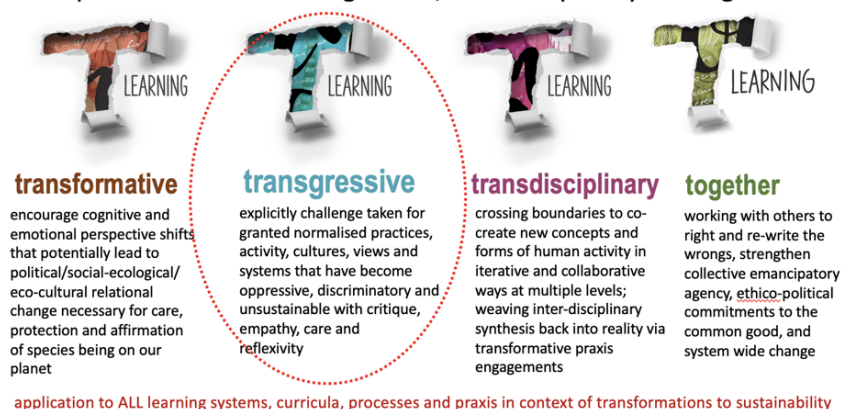 LEARNING
LEARNING
LEARNING
LEARNING
transformative
encourage cognitive and
emotional perspective shifts
that potentially lead to
political/social-ecological/
eco-cultural relational
change necessary for care,
protection and affirmation
of species being on our
planet
transgressive
explicitly challenge taken for
granted normalised practices,
activity, cultures, views and
systems that have become
oppressive, discriminatory and
unsustainable with critique,
empathy, care and
reflexivity
transdisciplinary
crossing boundaries to co-
create new concepts and
forms of human activity in
iterative and collaborative
ways at multiple levels;
weaving inter-disciplinary
synthesis back into reality via
transformative praxis
engagements
together
working with others to
right and re-write the
wrongs, strengthen
collective emancipatory
agency, ethico-political
commitments to the
common good, and
system wide change
application to ALL learning systems, curricula, processes and praxis in context of transformations to sustainability